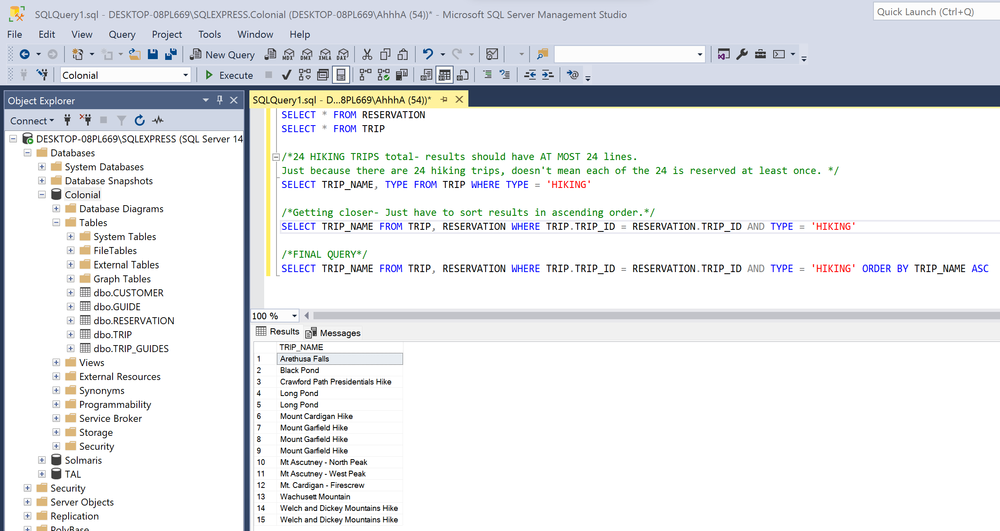 SQLQuery1.sql - DESKTOP-08PL669\SQLEXPRESS.Colonial (DESKTOP-08PL669\AhhhA (54))* - Microsoft SQL Server Management Studio
Quick Launch (Ctrl+Q)
File Edit View Query Project Tools Window Help
New Query MDX DMX XMLA DAX
Colonial Execute
Object Explorer
Connect
DESKTOP-08PL669\SQLEXPRESS (SQL Server 14
Databases
System Databases
Database Snapshots
Colonial
Database Diagrams
Tables
System Tables
FileTables
External Tables
Graph Tables
dbo.CUSTOMER
dbo.GUIDE
dbo.RESERVATION
dbo.TRIP
dbo.TRIP_GUIDES
Views
External Resources
Synonyms
Programmability
Service Broker
Storage
Security
Solmaris
TAL
Security
Server Objects
Replication
PolyBase
SQLQuery1.sql - D...8PL669\AhhhA (54))*
SELECT * FROM RESERVATION
SELECT * FROM TRIP
/*24 HIKING TRIPS total- results should have AT MOST 24 lines.
Just because there are 24 hiking trips, doesn't mean each of the 24 is reserved at least once. */
SELECT TRIP_NAME, TYPE FROM TRIP WHERE TYPE = 'HIKING'
/*Getting closer- Just have to sort results in ascending order.*/
SELECT TRIP_NAME FROM TRIP, RESERVATION WHERE TRIP.TRIP_ID = RESERVATION.TRIP_ID AND TYPE = 'HIKING'
/*FINAL QUERY*/
SELECT TRIP_NAME FROM TRIP, RESERVATION WHERE TRIP.TRIP_ID = RESERVATION.TRIP_ID AND TYPE = 'HIKING' ORDER BY TRIP_NAME ASC
100 %
Results Messages
TRIP_NAME
1 Arethusa Falls
2 Black Pond
3 Crawford Path Presidentials Hike
4 Long Pond
5 Long Pond
6 Mount Cardigan Hike
7 Mount Garfield Hike
8 Mount Garfield Hike
9 Mount Garfield Hike
10 Mt Ascutney - North Peak
11 Mt Ascutney - West Peak
12 Mt. Cardigan - Firescrew
13 Wachusett Mountain
14 Welch and Dickey Mountains Hike
15 Welch and Dickey Mountains Hike